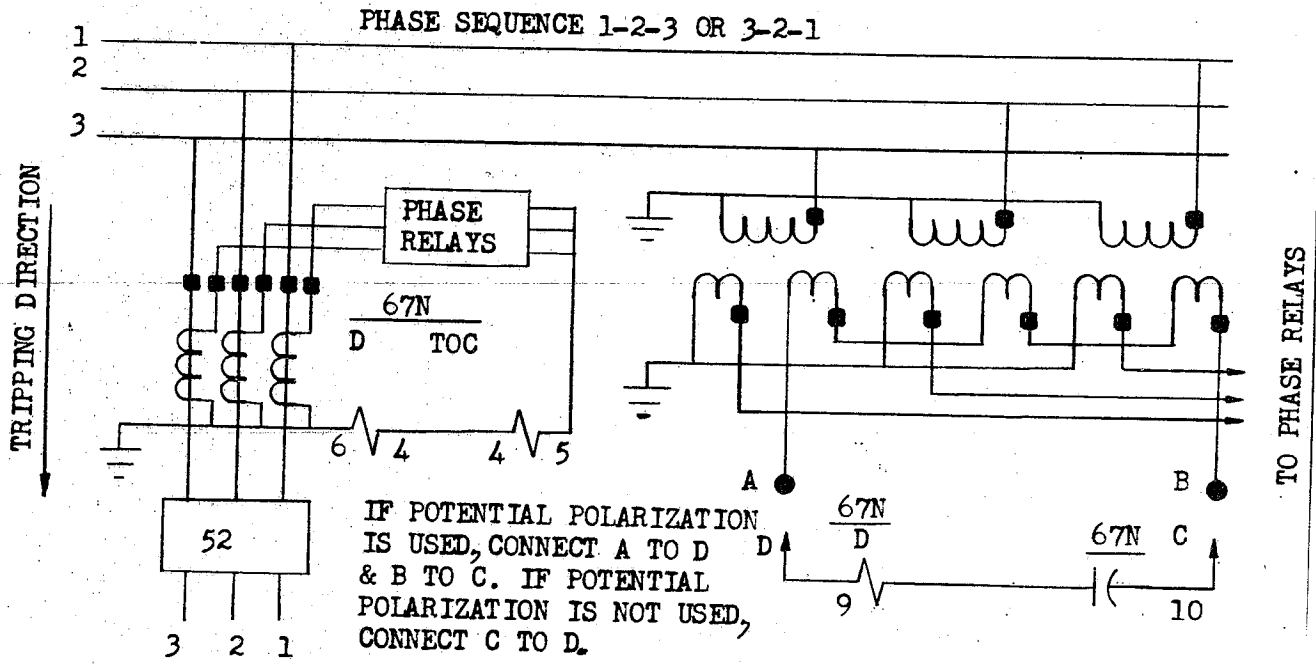 PHASE SEQUENCE 1-2-3 OR 3-2-1
1
2
3
TRIPPING DIRECTION
PHASE
RELAYS
67N
D TOC
6 4 4 5
52
3 2 1
IF POTENTIAL POLARIZATION
IS USED, CONNECT A TO D
& B TO C. IF POTENTIAL
POLARIZATION IS NOT USED,
CONNECT C TO D.
A
B
D
67N
D
67N
C
9
10
TO PHASE RELAYS